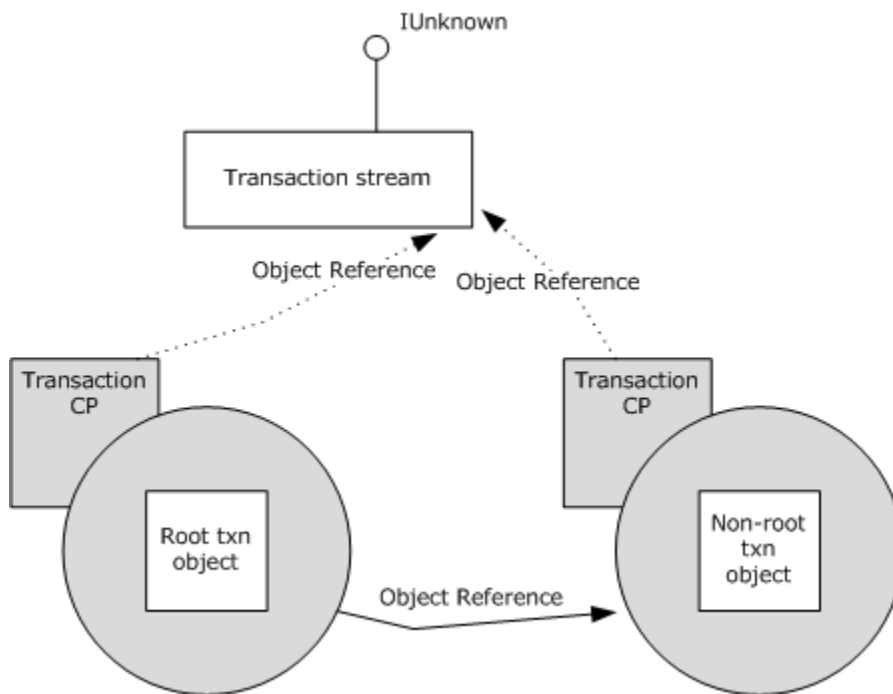 IUnknown
Transaction stream
Object Reference
Object Reference
Transaction
CP
Transaction
CP
Root txn
object
Non-root
txn
object
Object Reference